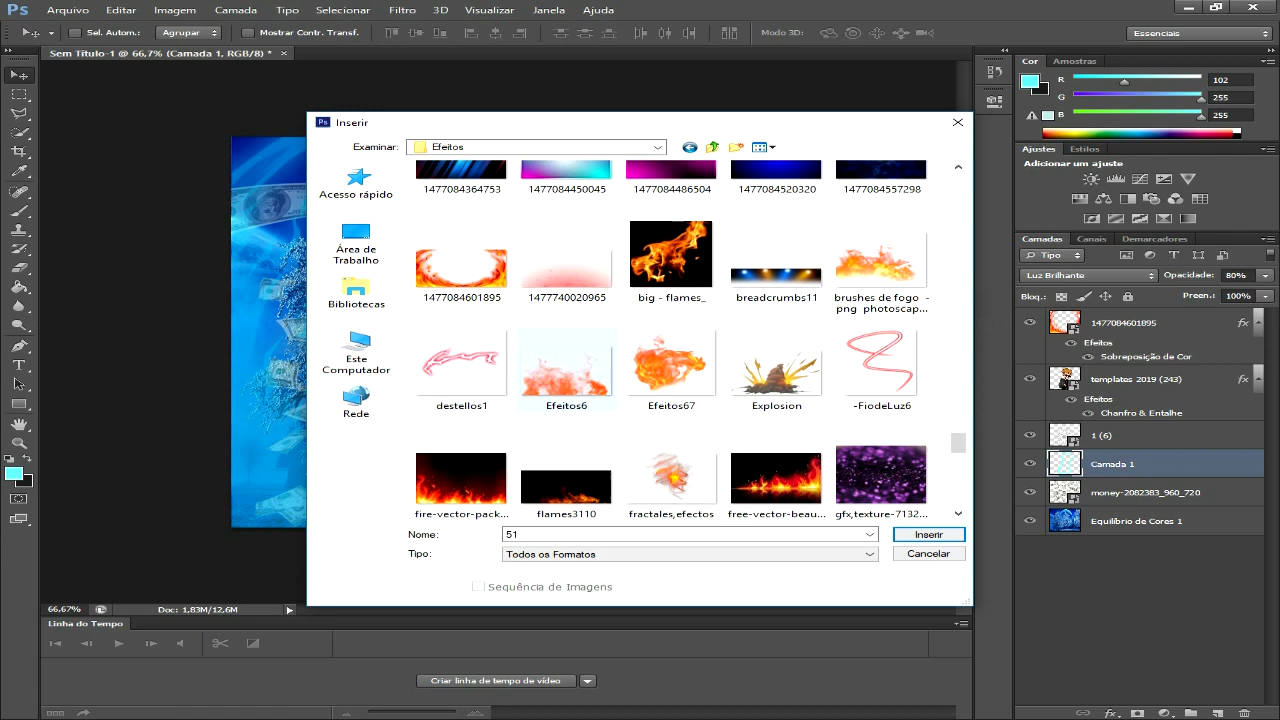 Ps Arquivo Editar Imagem Camada Tipo Selecionar Filtro 3D Visualizar Janela Ajuda
Sel. Autom.: Agrupar Mostrar Contr. Transf. Modo 3D: Essenciais
Sem Título-1 @ 66,7% (Camada 1, RGB/8) *
Cor Amostras
R 102
G 255
B 255
Ajustes Estilos
Adicionar um ajuste
Camadas Canais Demarcadores
Tipo
Luz Brilhante Opacidade: 80%
Bloq.: Preen.: 100%
1477084601895 fx
Efeitos
Sobreposição de Cor
templates 2019 (243) fx
Efeitos
Chanfro & Entalhe
1 (6)
Camada 1
money-2082383_960_720
Equilíbrio de Cores 1
Ps Inserir
Examinar: Efeitos
Acesso rápido
Área de
Trabalho
Bibliotecas
Este
Computador
Rede
1477084364753 1477084450045 1477084486504 1477084520320 1477084557298
1477084601895 1477740020965 big - flames_ breadcrumbs11 brushes de fogo -
png photoscap...
destellos1 Efeitos6 Efeitos67 Explosion -FiodeLuz6
fire-vector-pack... flames3110 fractales,efectos free-vector-beau... gfx,texture-7132...
Nome: 51 Inserir
Tipo: Todos os Formatos Cancelar
Sequência de Imagens
66,67% Doc: 1,83M/12,6M
Linha do Tempo
Criar linha de tempo de vídeo
fx